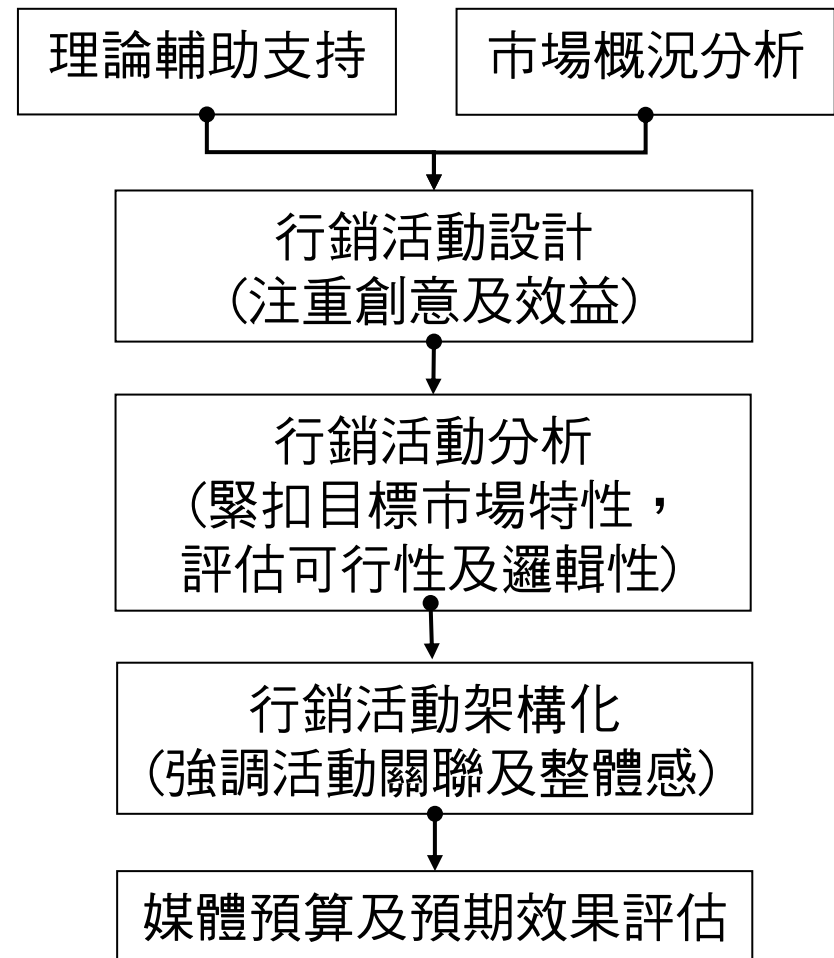 理論輔助支持
市場概況分析
行銷活動設計
(注重創意及效益)
行銷活動分析
(緊扣目標市場特性，
評估可行性及邏輯性)
行銷活動架構化
(強調活動關聯及整體感)
媒體預算及預期效果評估